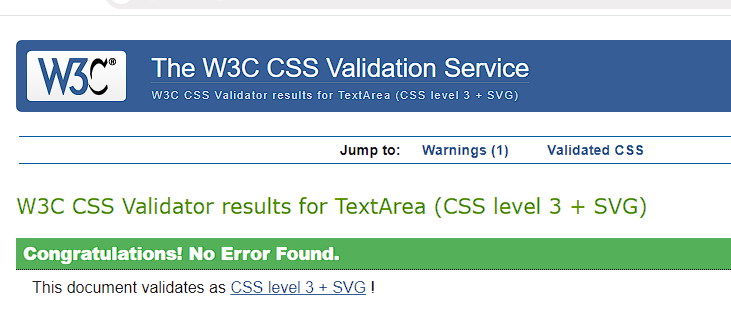 W3C®
The W3C CSS Validation Service
W3C CSS Validator results for TextArea (CSS level 3 + SVG)
Jump to: Warnings (1) Validated CSS
W3C CSS Validator results for TextArea (CSS level 3 + SVG)
Congratulations! No Error Found.
This document validates as CSS level 3 + SVG !